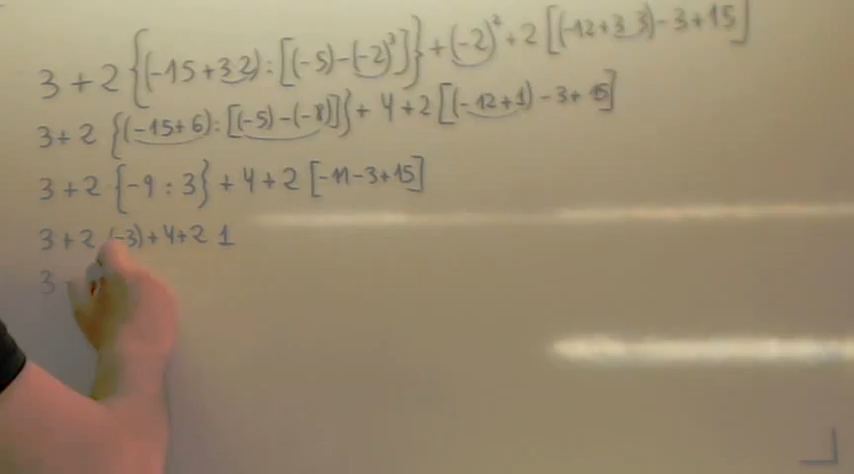 3 + 2 {(-15 + 3 2) : [(-5) - (-2)³]} + (-2)² + 2 [(-12 + 3 3) - 3 + 15]
3 + 2 {(-15 + 6) : [(-5) - (-8)]} + 4 + 2 [(-12 + 1) - 3 + 15]
3 + 2 {-9 : 3} + 4 + 2 [-11 - 3 + 15]
3 + 2 (-3) + 4 + 2 1
3 -